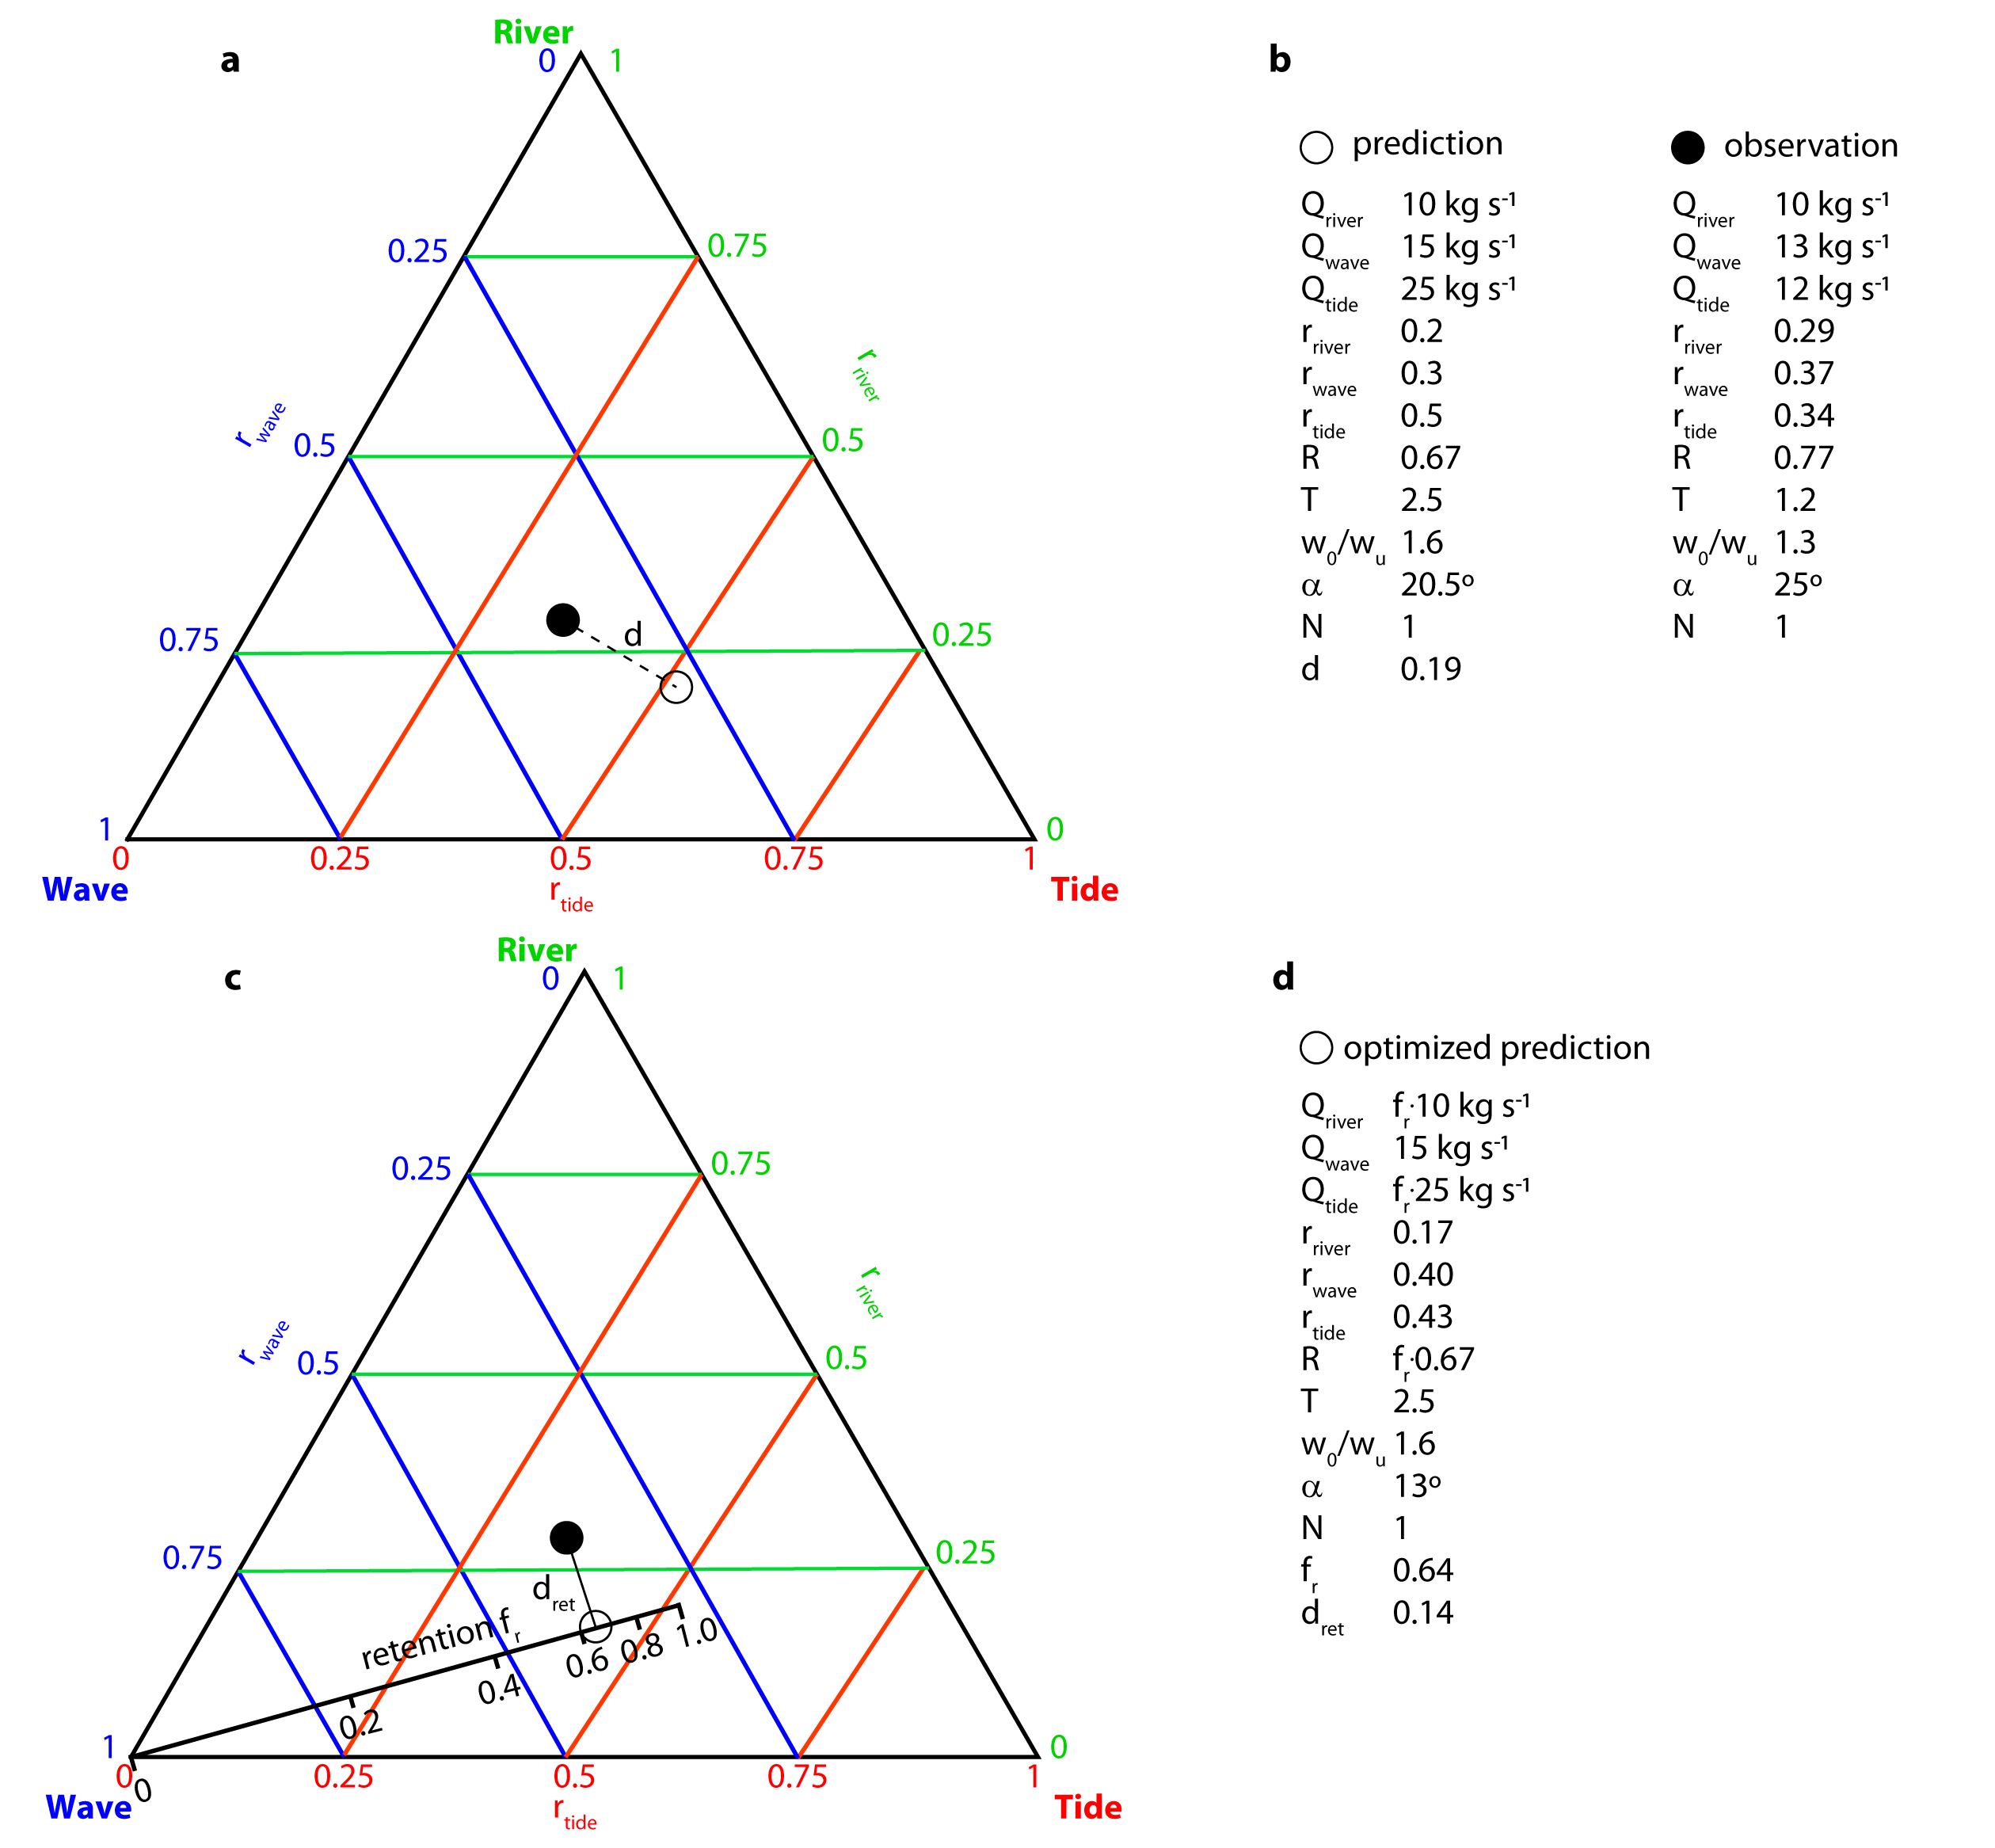 a
River
0 1
0.25 0.75
r river
r wave
0.5 0.5
d
0.75 0.25
1 0
0 0.25 0.5 0.75 1
Wave r tide Tide
b
prediction
Q river 10 kg s-1
Q wave 15 kg s-1
Q tide 25 kg s-1
r river 0.2
r wave 0.3
r tide 0.5
R 0.67
T 2.5
w0/wu 1.6
α 20.5º
N 1
d 0.19
observation
Q river 10 kg s-1
Q wave 13 kg s-1
Q tide 12 kg s-1
r river 0.29
r wave 0.37
r tide 0.34
R 0.77
T 1.2
w0/wu 1.3
α 25º
N 1
c
River
0 1
0.25 0.75
r river
r wave
0.5 0.5
0.75 0.25
d ret
retention fr
0 0.2 0.4 0.6 0.8 1.0
1 0
0 0.25 0.5 0.75 1
Wave r tide Tide
d
optimized prediction
Q river fr·10 kg s-1
Q wave 15 kg s-1
Q tide fr·25 kg s-1
r river 0.17
r wave 0.40
r tide 0.43
R fr·0.67
T 2.5
w0/wu 1.6
α 13º
N 1
fr 0.64
d ret 0.14